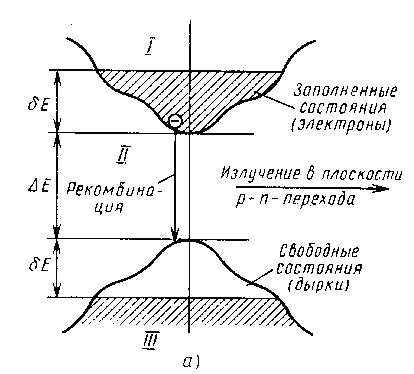 I
δE
Заполненные
состояния
(электроны)
II
ΔE
Рекомбина-
ция
Излучение в плоскости
p-n-перехода
δE
Свободные
состояния
(дырки)
III
а)